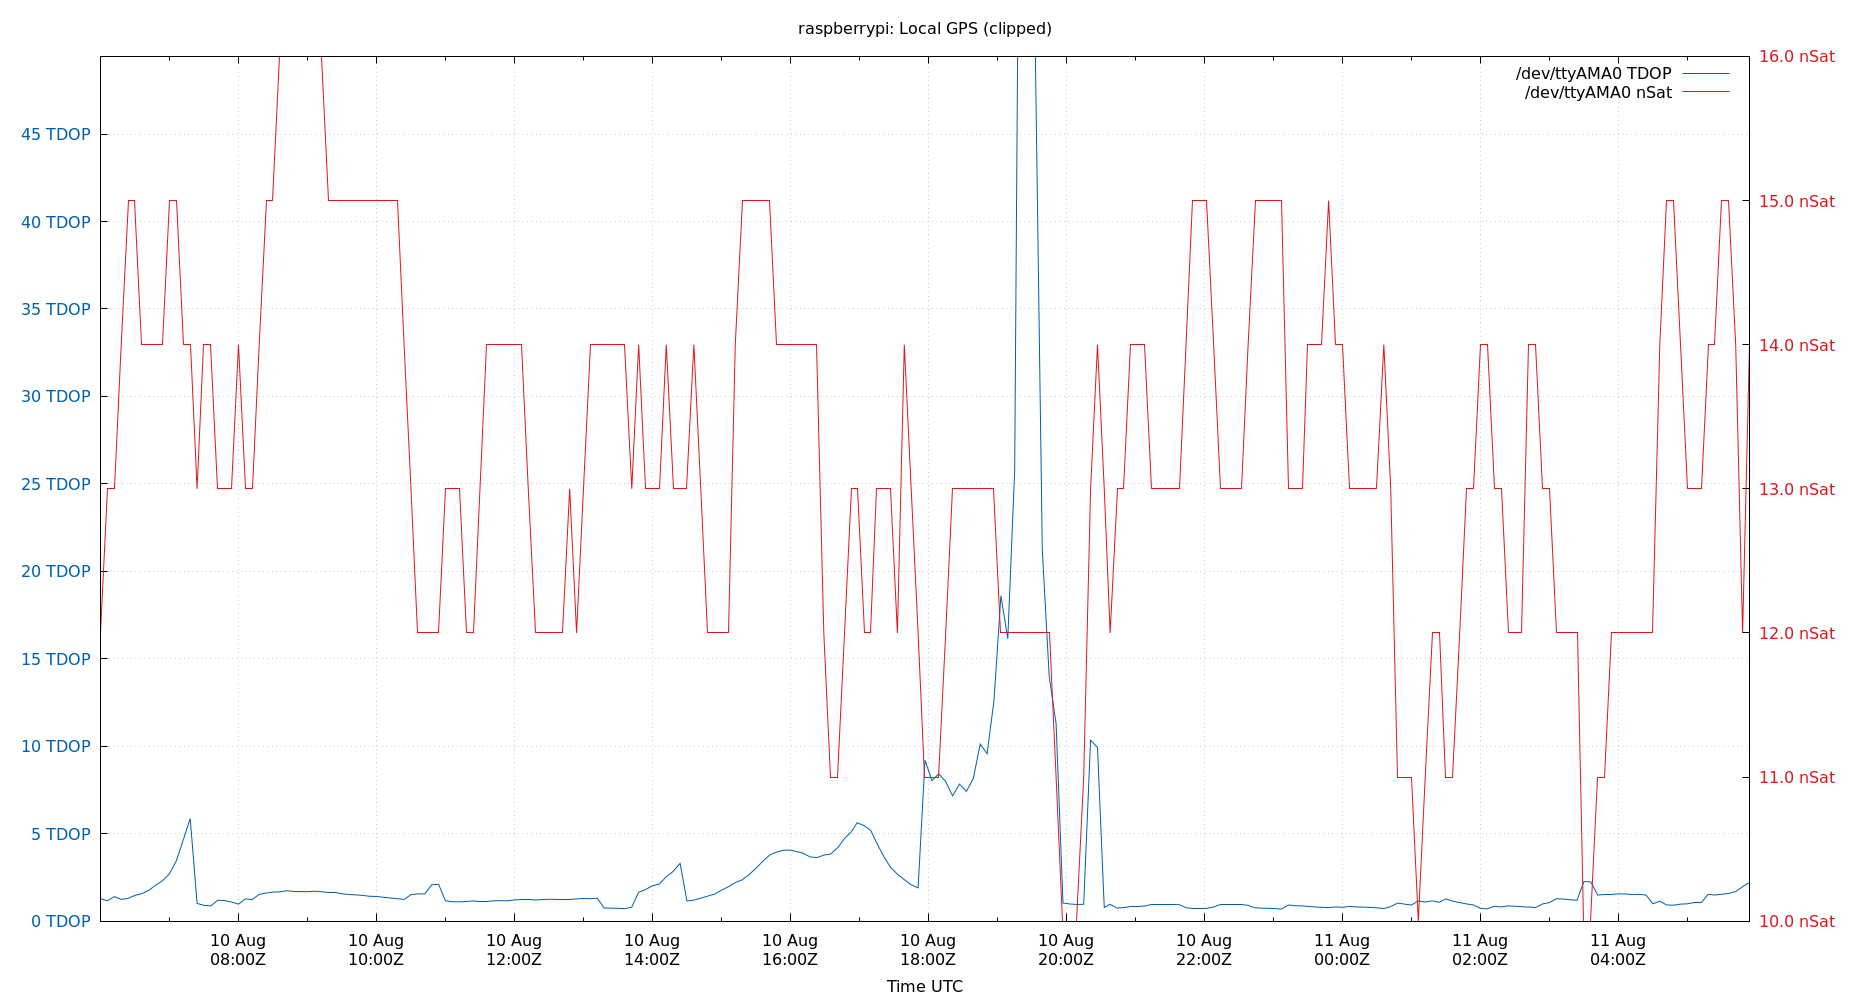 raspberrypi: Local GPS (clipped)
16.0 nSat
/dev/ttyAMA0 TDOP
/dev/ttyAMA0 nSat
45 TDOP
15.0 nSat
40 TDOP
35 TDOP
14.0 nSat
30 TDOP
25 TDOP
13.0 nSat
20 TDOP
12.0 nSat
15 TDOP
10 TDOP
11.0 nSat
5 TDOP
0 TDOP
10.0 nSat
10 Aug
08:00Z
10 Aug
10:00Z
10 Aug
12:00Z
10 Aug
14:00Z
10 Aug
16:00Z
10 Aug
18:00Z
10 Aug
20:00Z
10 Aug
22:00Z
11 Aug
00:00Z
11 Aug
02:00Z
11 Aug
04:00Z
Time UTC